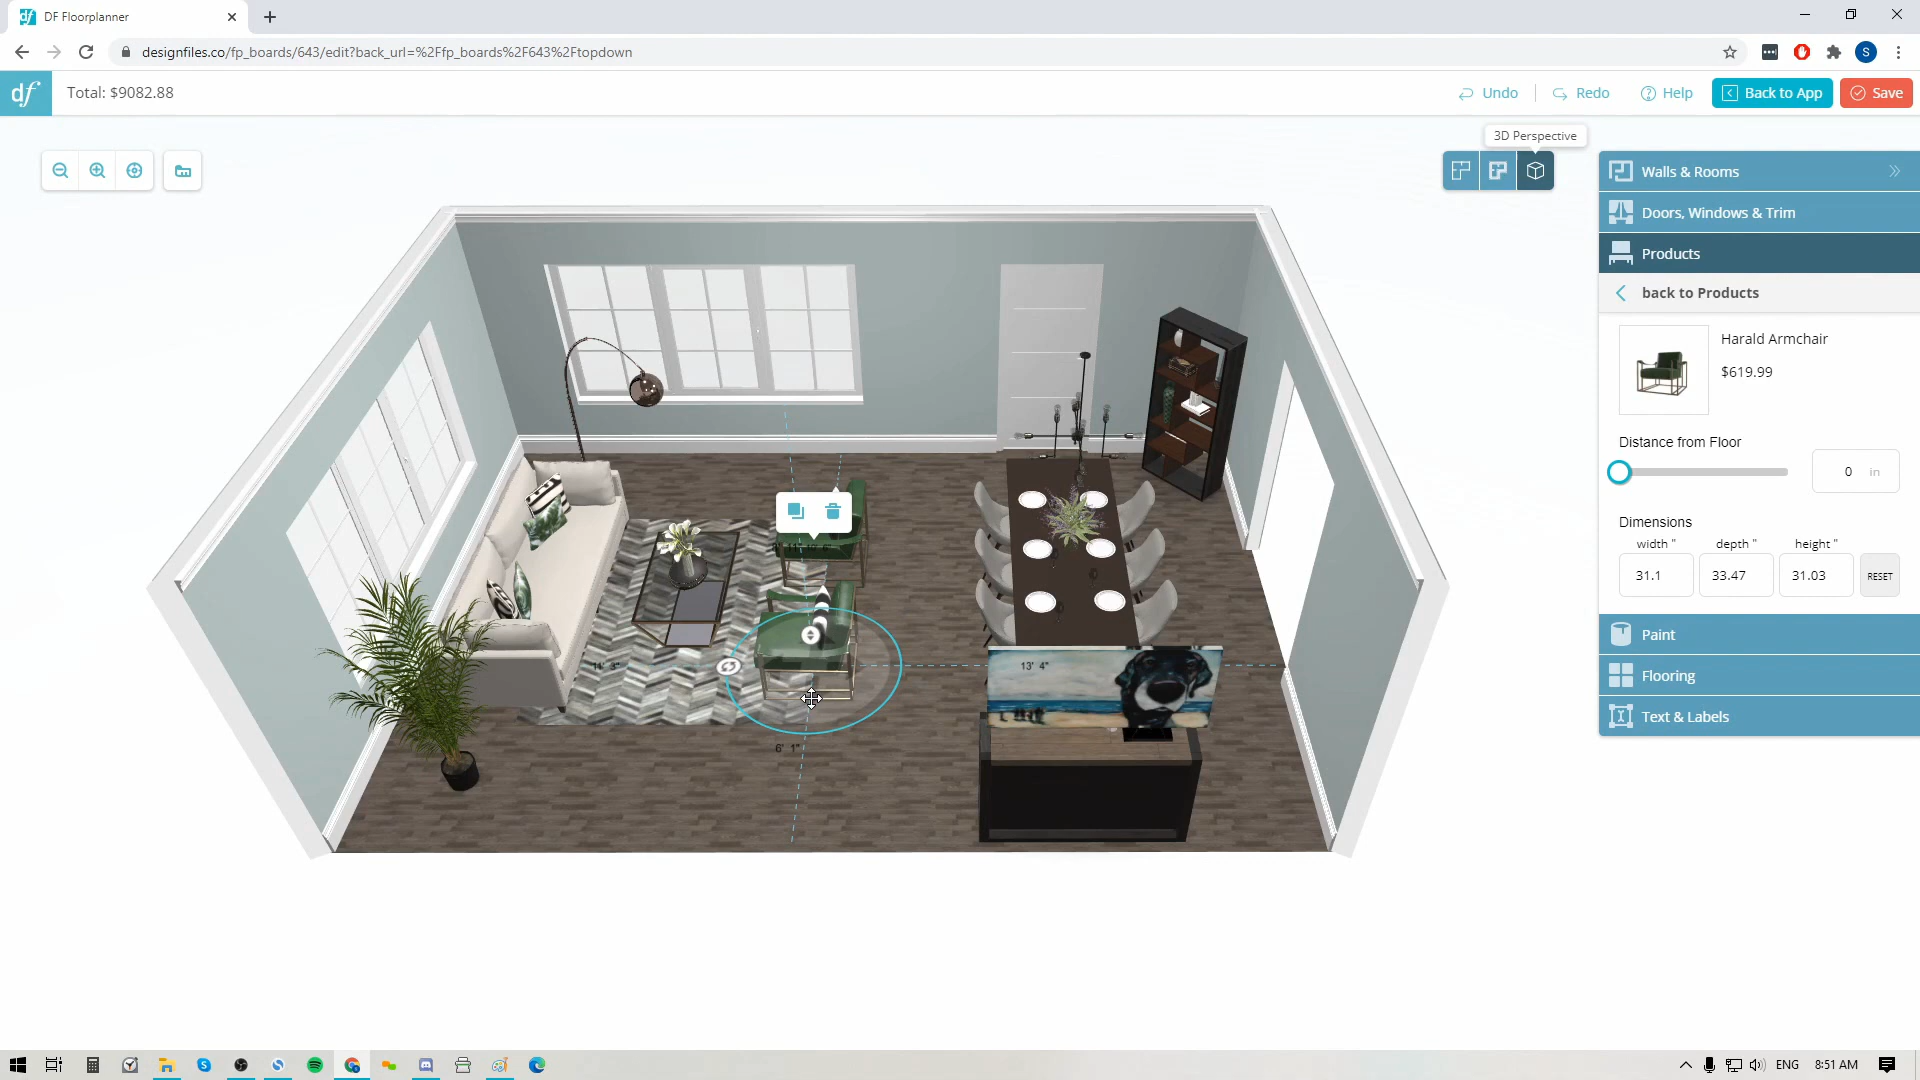 DF Floorplanner
designfiles.co/fp_boards/643/edit?back_url=%2Ffp_boards%2F643%2Ftopdown
S
df
Total: $9082.88
Undo
Redo
Help
Back to App
Save
3D Perspective
Walls & Rooms
Doors, Windows & Trim
Products
back to Products
Harald Armchair
$619.99
Distance from Floor
0 in
Dimensions
width " depth " height "
31.1 33.47 31.03 RESET
Paint
Flooring
Text & Labels
14' 3"
13' 4"
6' 1"
ENG
8:51 AM